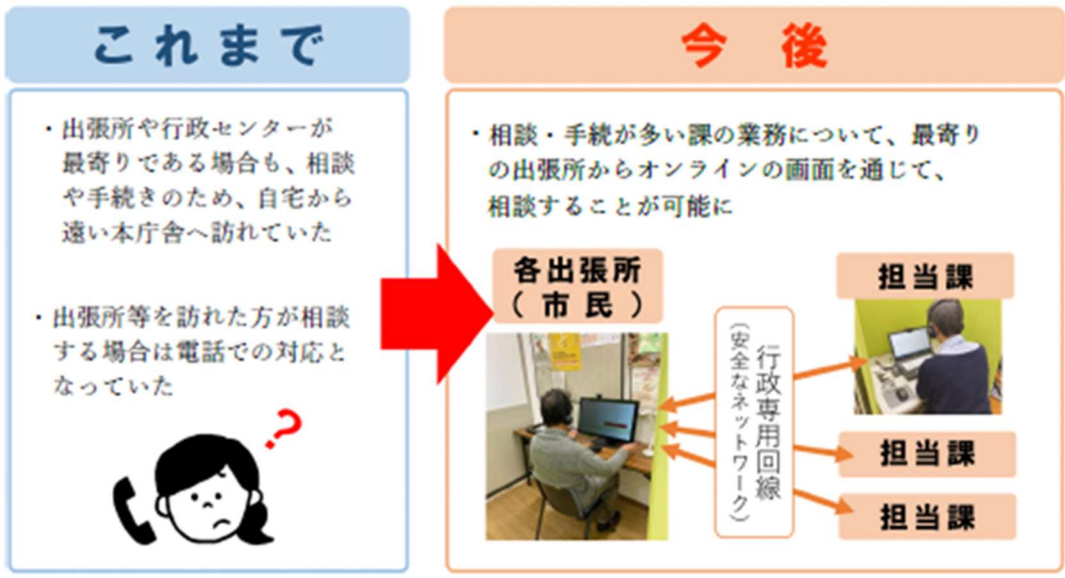 これまで
・出張所や行政センターが
最寄りである場合も、相談
や手続きのため、自宅から
遠い本庁舎へ訪れていた
・出張所等を訪れた方が相談
する場合は電話での対応と
なっていた
?
今後
・相談・手続が多い課の業務について、最寄り
の出張所からオンラインの画面を通じて、
相談することが可能に
各出張所
(市民)
行政専用回線
(安全なネットワーク)
担当課
担当課
担当課